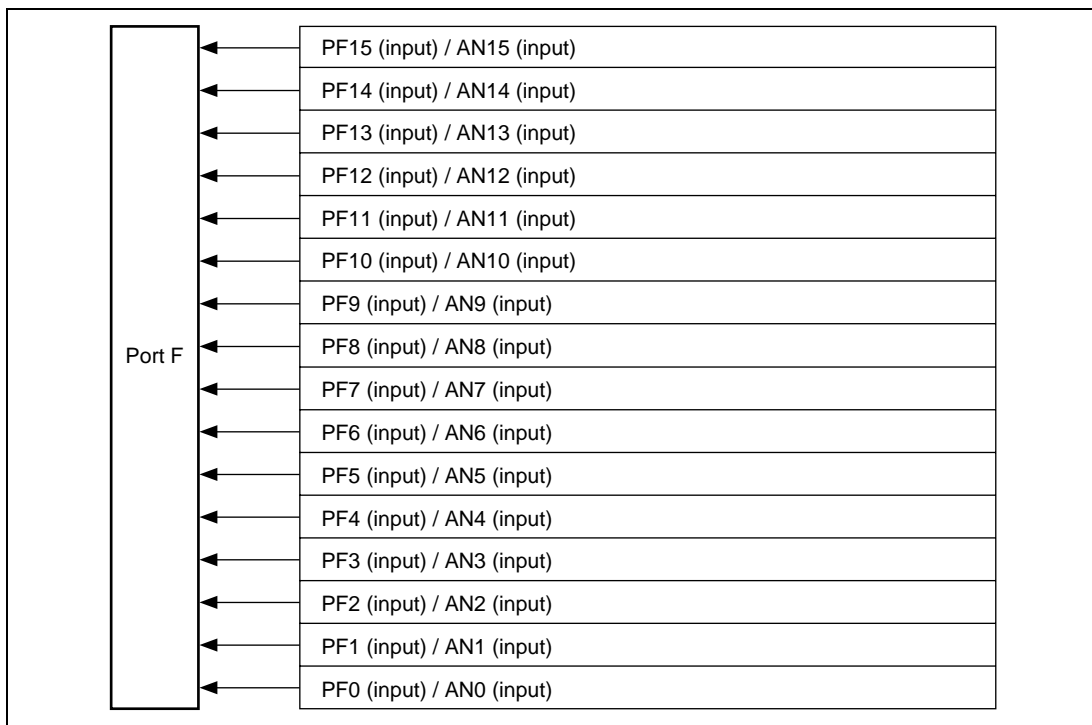 PF15 (input) / AN15 (input)
PF14 (input) / AN14 (input)
PF13 (input) / AN13 (input)
PF12 (input) / AN12 (input)
PF11 (input) / AN11 (input)
PF10 (input) / AN10 (input)
PF9 (input) / AN9 (input)
PF8 (input) / AN8 (input)
Port F
PF7 (input) / AN7 (input)
PF6 (input) / AN6 (input)
PF5 (input) / AN5 (input)
PF4 (input) / AN4 (input)
PF3 (input) / AN3 (input)
PF2 (input) / AN2 (input)
PF1 (input) / AN1 (input)
PF0 (input) / AN0 (input)